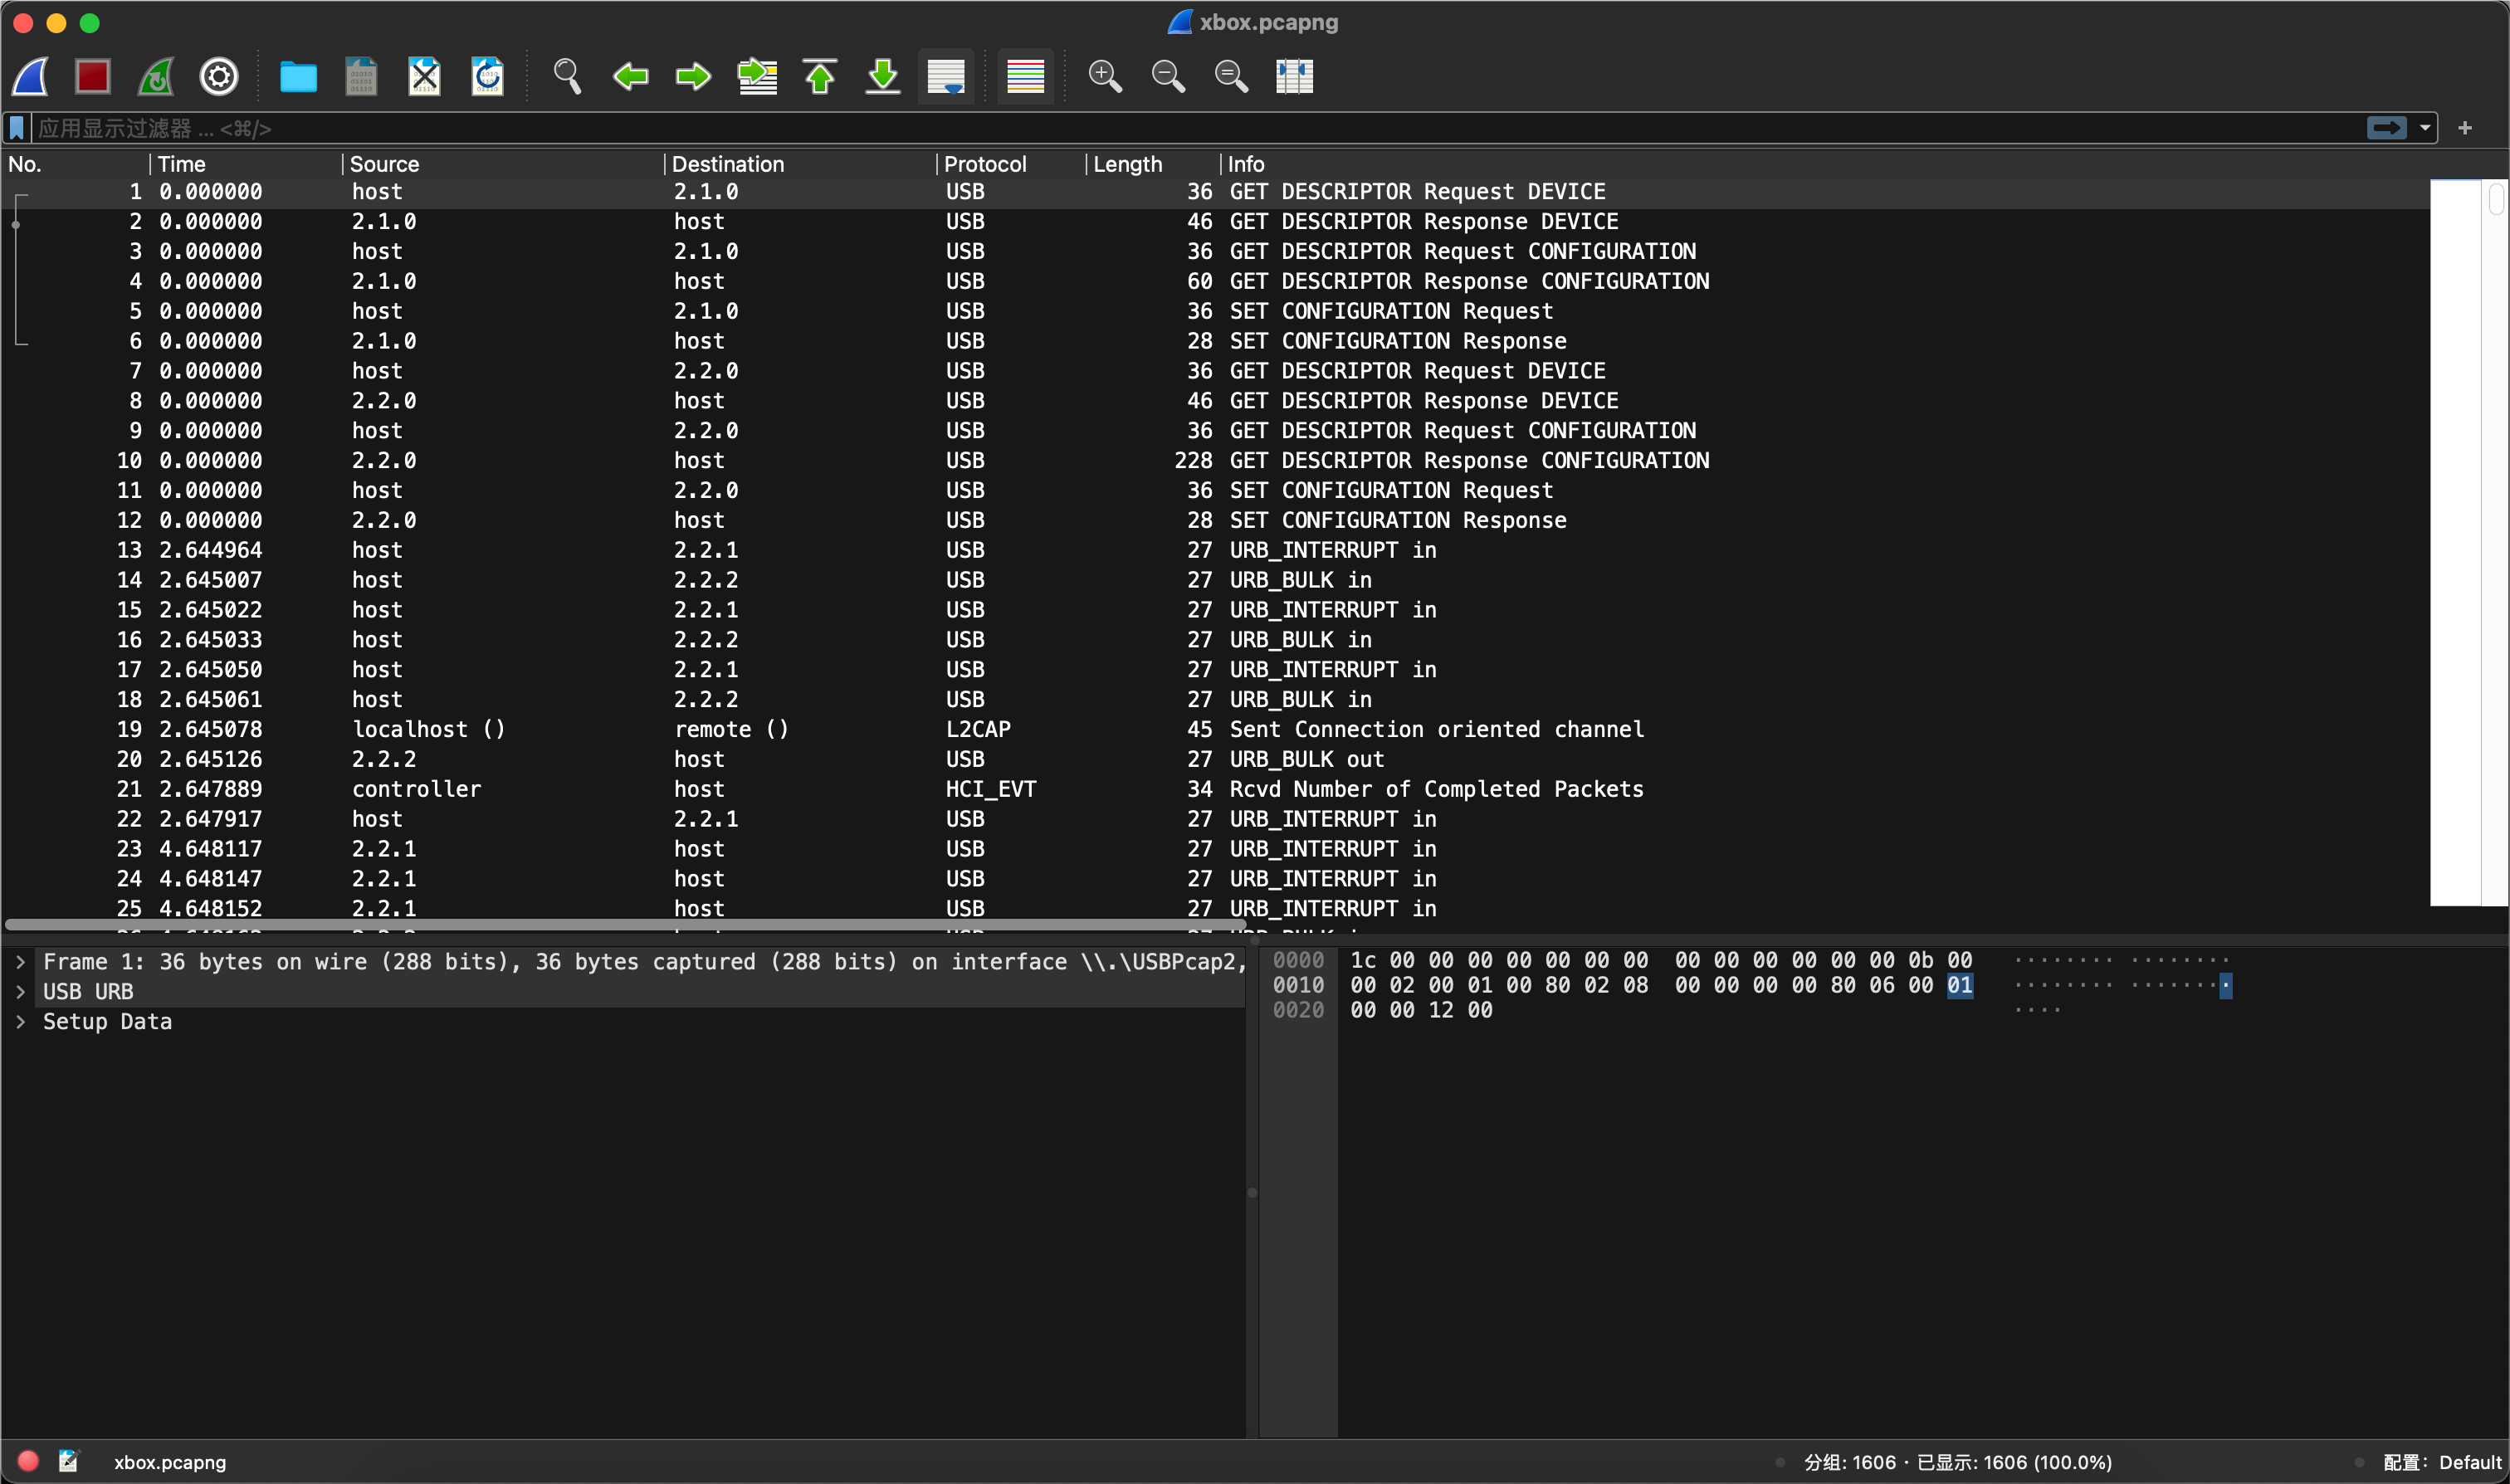 xbox.pcapng
应用显示过滤器 ... <⌘/>
No. Time Source Destination Protocol Length Info
1 0.000000 host 2.1.0 USB 36 GET DESCRIPTOR Request DEVICE
2 0.000000 2.1.0 host USB 46 GET DESCRIPTOR Response DEVICE
3 0.000000 host 2.1.0 USB 36 GET DESCRIPTOR Request CONFIGURATION
4 0.000000 2.1.0 host USB 60 GET DESCRIPTOR Response CONFIGURATION
5 0.000000 host 2.1.0 USB 36 SET CONFIGURATION Request
6 0.000000 2.1.0 host USB 28 SET CONFIGURATION Response
7 0.000000 host 2.2.0 USB 36 GET DESCRIPTOR Request DEVICE
8 0.000000 2.2.0 host USB 46 GET DESCRIPTOR Response DEVICE
9 0.000000 host 2.2.0 USB 36 GET DESCRIPTOR Request CONFIGURATION
10 0.000000 2.2.0 host USB 228 GET DESCRIPTOR Response CONFIGURATION
11 0.000000 host 2.2.0 USB 36 SET CONFIGURATION Request
12 0.000000 2.2.0 host USB 28 SET CONFIGURATION Response
13 2.644964 host 2.2.1 USB 27 URB_INTERRUPT in
14 2.645007 host 2.2.2 USB 27 URB_BULK in
15 2.645022 host 2.2.1 USB 27 URB_INTERRUPT in
16 2.645033 host 2.2.2 USB 27 URB_BULK in
17 2.645050 host 2.2.1 USB 27 URB_INTERRUPT in
18 2.645061 host 2.2.2 USB 27 URB_BULK in
19 2.645078 localhost () remote () L2CAP 45 Sent Connection oriented channel
20 2.645126 2.2.2 host USB 27 URB_BULK out
21 2.647889 controller host HCI_EVT 34 Rcvd Number of Completed Packets
22 2.647917 host 2.2.1 USB 27 URB_INTERRUPT in
23 4.648117 2.2.1 host USB 27 URB_INTERRUPT in
24 4.648147 2.2.1 host USB 27 URB_INTERRUPT in
25 4.648152 2.2.1 host USB 27 URB_INTERRUPT in
Frame 1: 36 bytes on wire (288 bits), 36 bytes captured (288 bits) on interface \\.\USBPcap2,
USB URB
Setup Data
0000 1c 00 00 00 00 00 00 00 00 00 00 00 00 00 0b 00 ········ ········
0010 00 02 00 01 00 80 02 08 00 00 00 00 80 06 00 01 ········ ········
0020 00 00 12 00 ····
xbox.pcapng
分组: 1606 · 已显示: 1606 (100.0%)
配置: Default